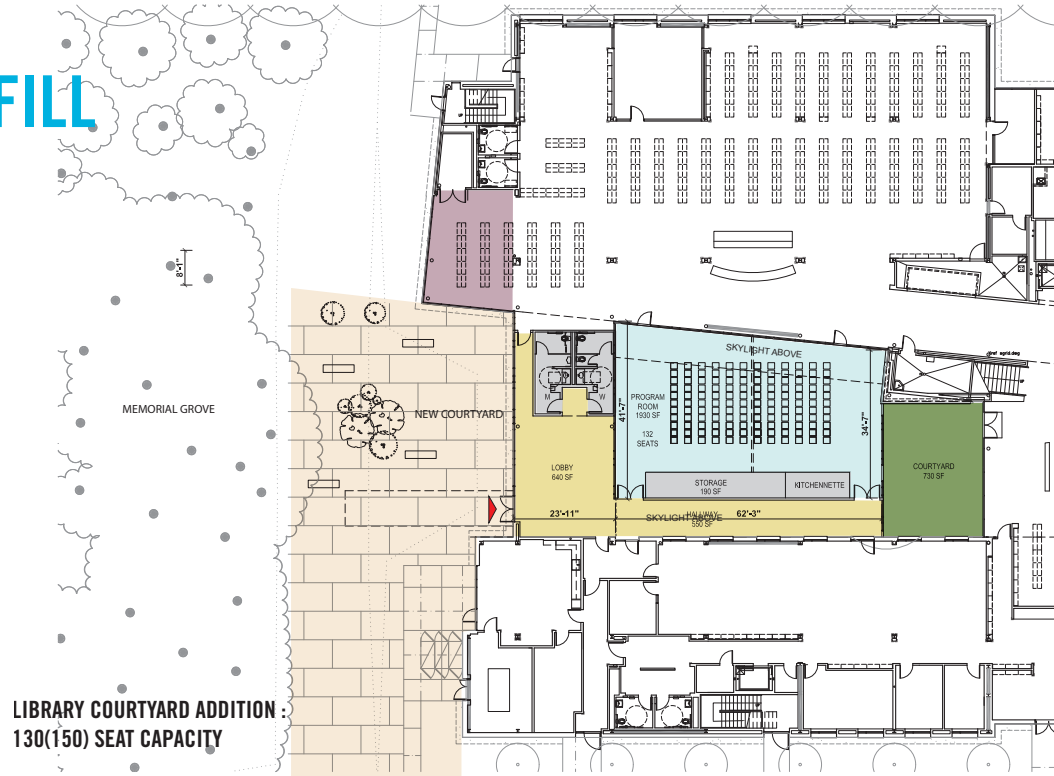 FILL
8'-1"
MEMORIAL GROVE
NEW COURTYARD
SKYLIGHT ABOVE
M
W
PROGRAM
ROOM
1930 SF
132
SEATS
41'-7"
34'-7"
LOBBY
640 SF
STORAGE
190 SF
KITCHENNETTE
COURTYARD
730 SF
23'-11"
HALLWAY
550 SF
SKYLIGHT ABOVE
62'-3"
LIBRARY COURTYARD ADDITION :
130(150) SEAT CAPACITY